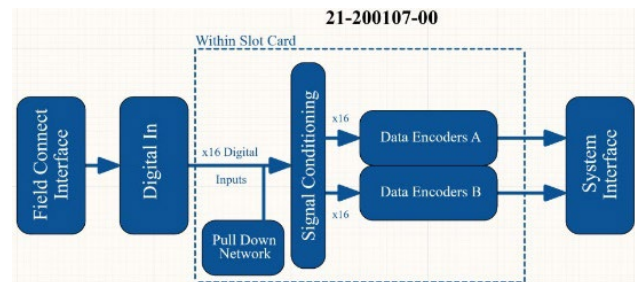 21-200107-00
Within Slot Card
Field Connect
Interface
Digital In
x16 Digital
Inputs
Pull Down
Network
Signal Conditioning
x16
Data Encoders A
x16
Data Encoders B
System
Interface